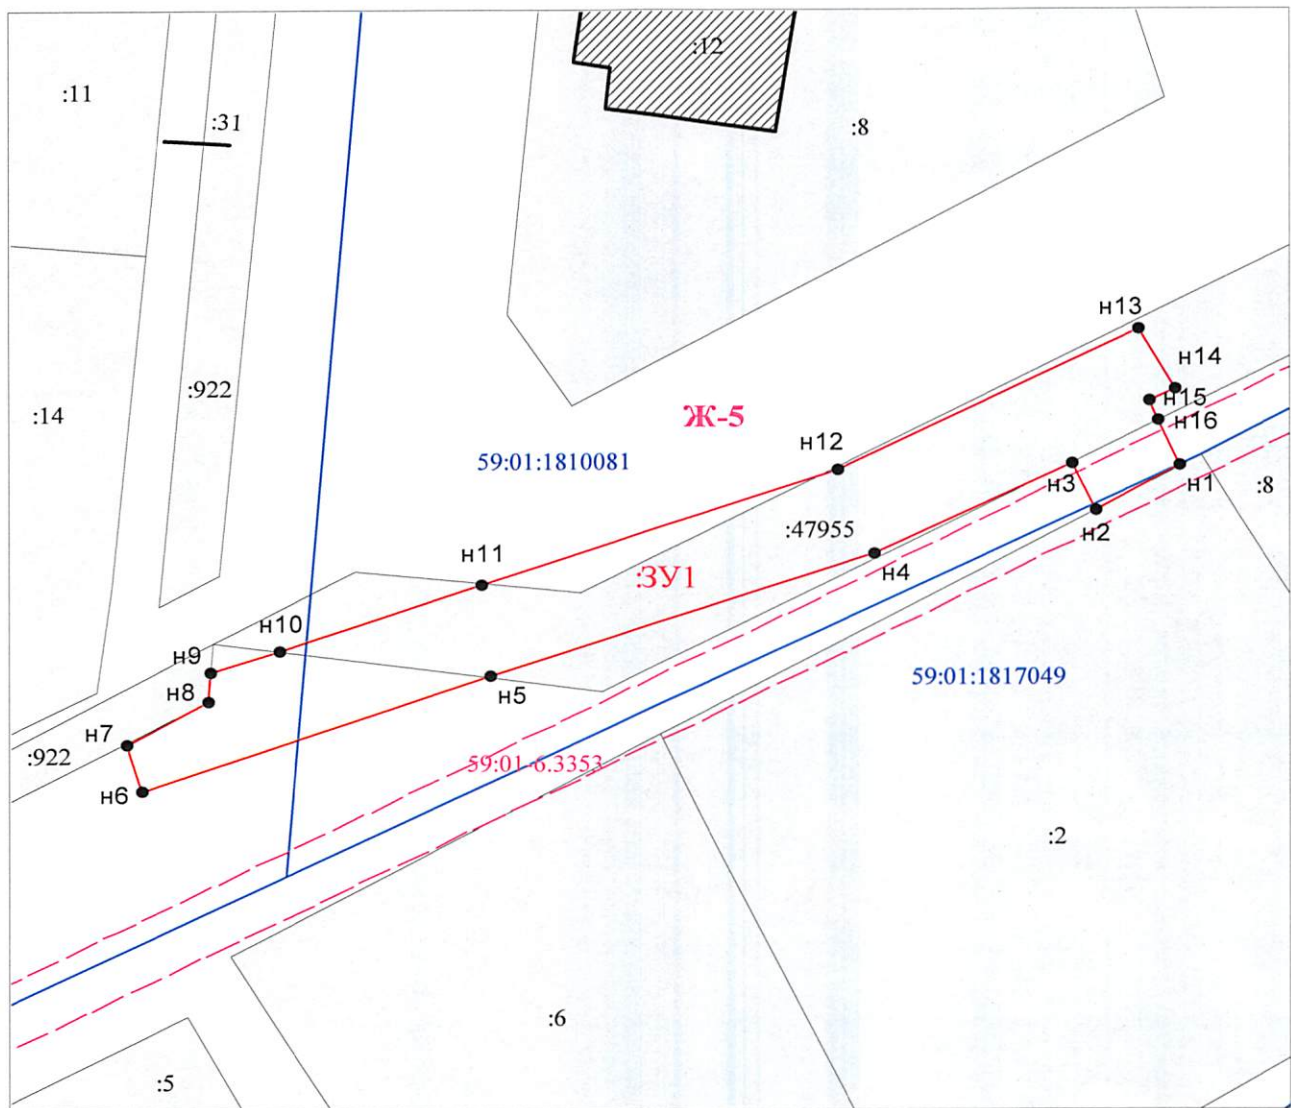 :12
:11
:31
:8
н13
н14
:922
н15
:14
Ж-5
н16
н12
59:01:1810081
н3
н1
:8
н2
:47955
н4
н11
:ЗУ1
н10
н9
н5
59:01:1817049
н8
н7
:922
59:01-6.3353
н6
:2
:6
:5